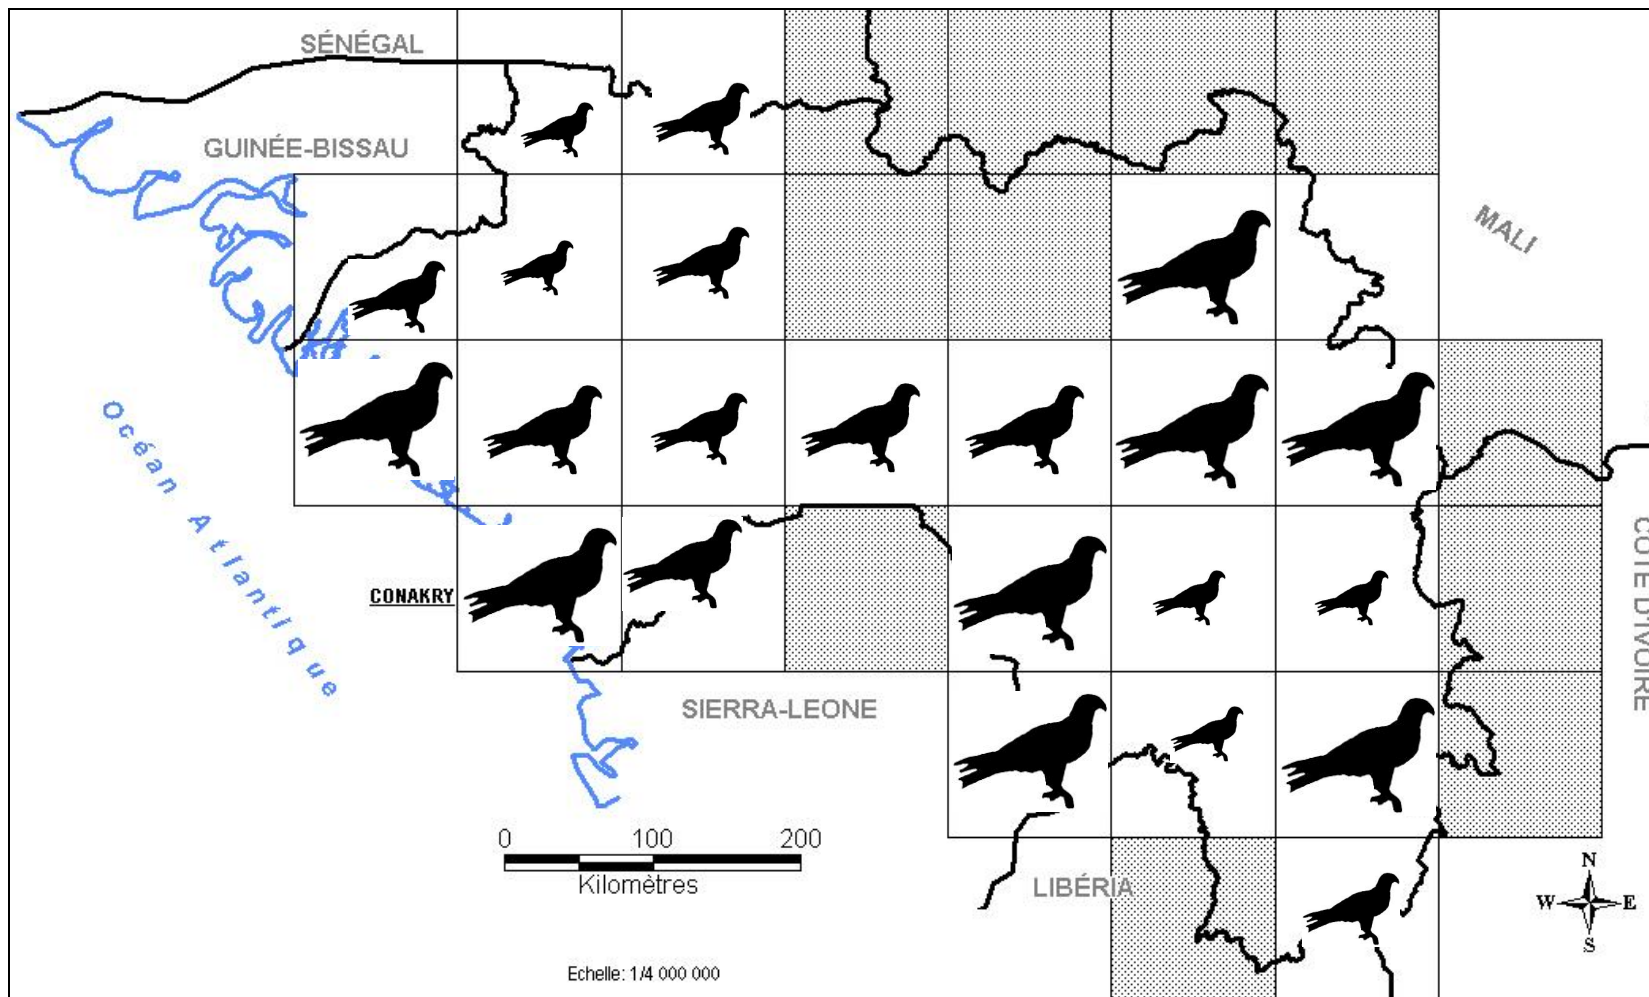 SÉNÉGAL
GUINÉE-BISSAU
MALI
Océan Atlantique
CONAKRY
CÔTE D'IVOIRE
SIERRA-LEONE
0 100 200
Kilomètres
LIBÉRIA
N
W E
S
Echelle: 1/4 000 000